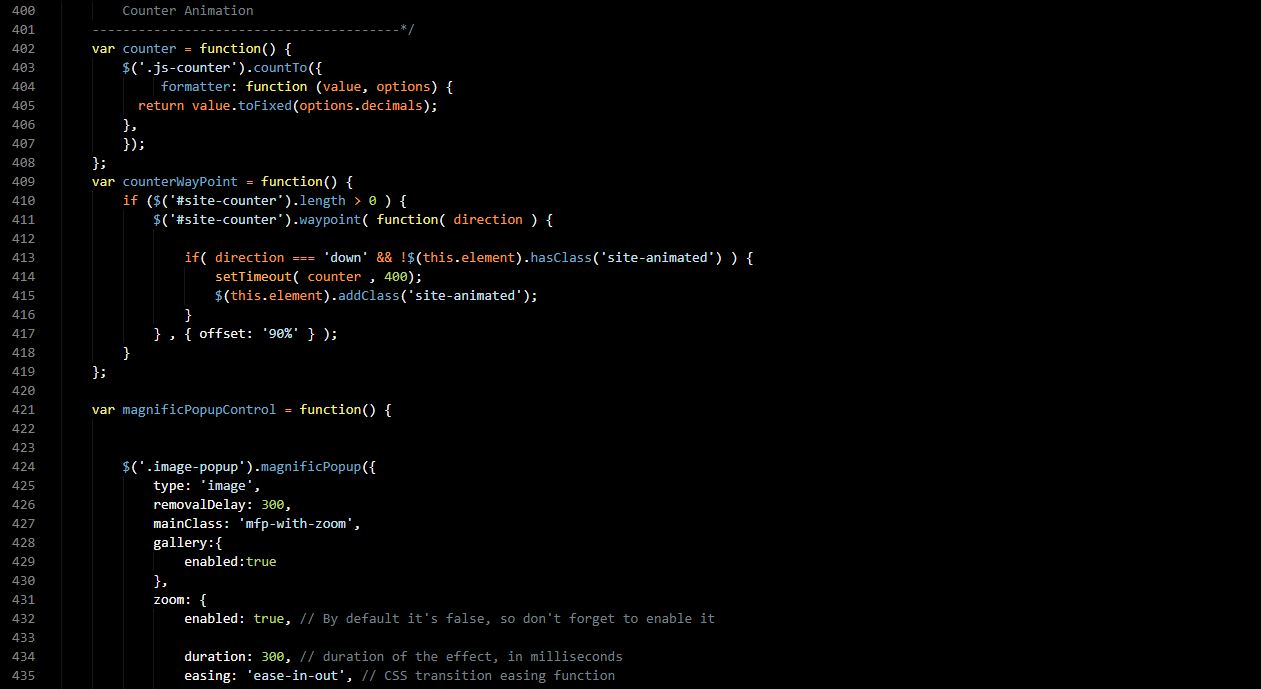 400 Counter Animation
401 ----------------------------------------*/
402 var counter = function() {
403 $('.js-counter').countTo({
404 formatter: function (value, options) {
405 return value.toFixed(options.decimals);
406 },
407 });
408 };
409 var counterWayPoint = function() {
410 if ($('#site-counter').length > 0 ) {
411 $('#site-counter').waypoint( function( direction ) {
412
413 if( direction === 'down' && !$(this.element).hasClass('site-animated') ) {
414 setTimeout( counter , 400);
415 $(this.element).addClass('site-animated');
416 }
417 } , { offset: '90%' } );
418 }
419 };
420
421 var magnificPopupControl = function() {
422
423
424 $('.image-popup').magnificPopup({
425 type: 'image',
426 removalDelay: 300,
427 mainClass: 'mfp-with-zoom',
428 gallery:{
429 enabled:true
430 },
431 zoom: {
432 enabled: true, // By default it's false, so don't forget to enable it
433
434 duration: 300, // duration of the effect, in milliseconds
435 easing: 'ease-in-out', // CSS transition easing function